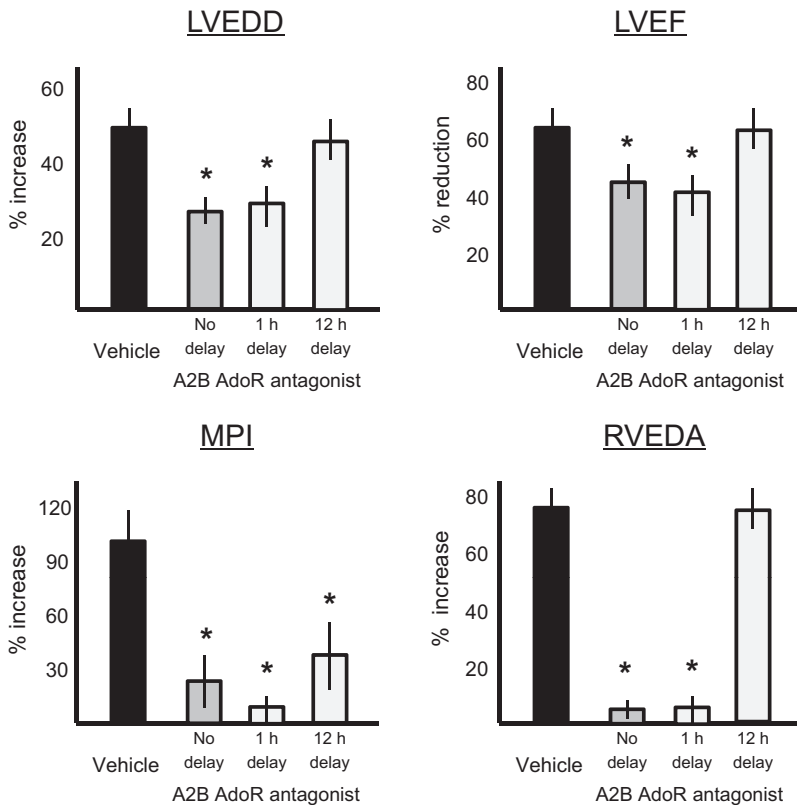 LVEDD
% increase
60
40
20
*
*
Vehicle
No delay
1 h delay
12 h delay
A2B AdoR antagonist
LVEF
% reduction
80
60
40
20
*
*
Vehicle
No delay
1 h delay
12 h delay
A2B AdoR antagonist
MPI
% increase
120
90
60
30
*
*
*
Vehicle
No delay
1 h delay
12 h delay
A2B AdoR antagonist
RVEDA
% increase
80
60
40
20
*
*
Vehicle
No delay
1 h delay
12 h delay
A2B AdoR antagonist